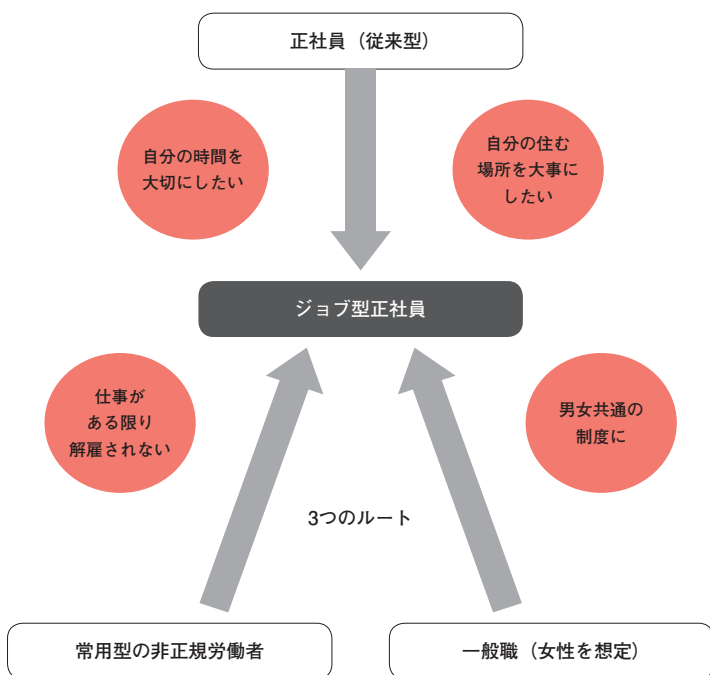 正社員（従来型）
自分の時間を
大切にしたい
自分の住む
場所を大事に
したい
ジョブ型正社員
仕事が
ある限り
解雇されない
男女共通の
制度に
3つのルート
常用型の非正規労働者
一般職（女性を想定）